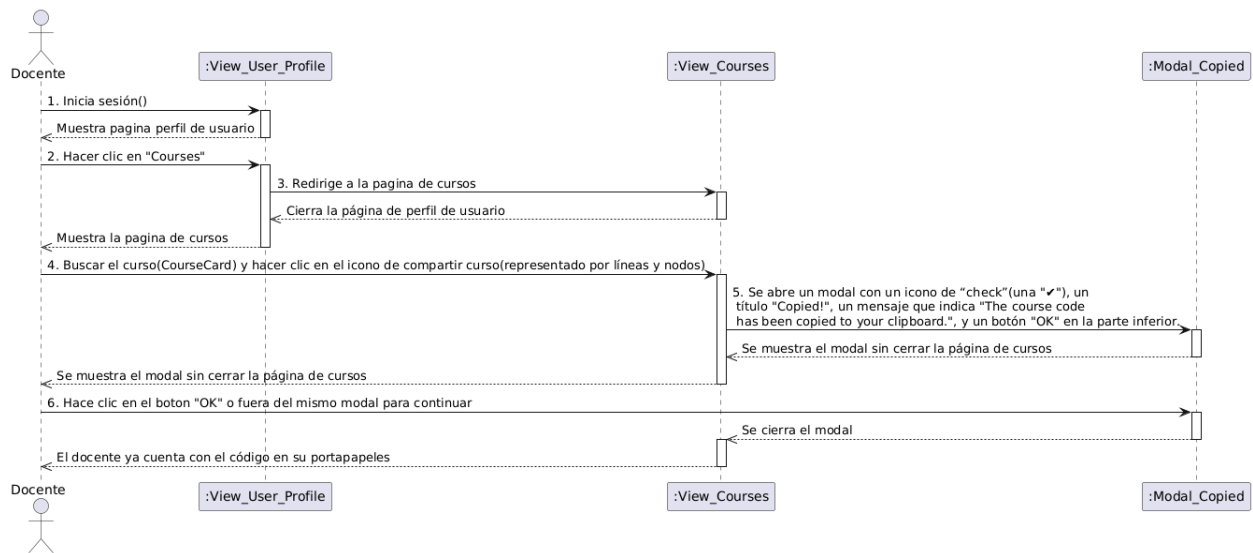 Docente
:View_User_Profile
:View_Courses
:Modal_Copied
1. Inicia sesión()
Muestra pagina perfil de usuario
2. Hacer clic en "Courses"
3. Redirige a la pagina de cursos
Cierra la página de perfil de usuario
Muestra la pagina de cursos
4. Buscar el curso(CourseCard) y hacer clic en el icono de compartir curso(representado por líneas y nodos)
5. Se abre un modal con un icono de “check”(una "✔"), un
título "Copied!", un mensaje que indica "The course code
has been copied to your clipboard.", y un botón "OK" en la parte inferior.
Se muestra el modal sin cerrar la página de cursos
Se muestra el modal sin cerrar la página de cursos
6. Hace clic en el boton "OK" o fuera del mismo modal para continuar
Se cierra el modal
El docente ya cuenta con el código en su portapapeles
Docente
:View_User_Profile
:View_Courses
:Modal_Copied